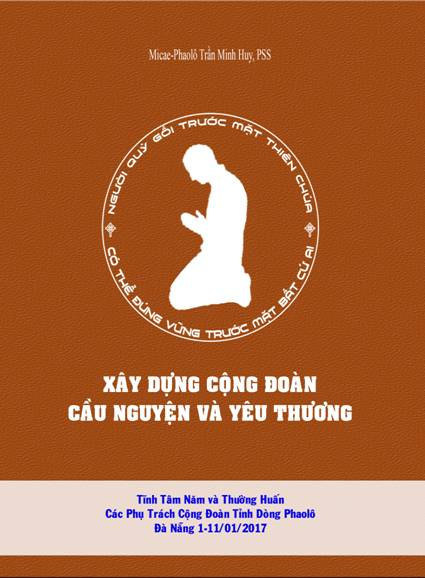 Micae-Phaolô Trần Minh Huy, PSS
NGƯỜI QUỲ GỐI TRƯỚC MẶT THIÊN CHÚA
CÓ THỂ ĐỨNG VỮNG TRƯỚC MẶT BẤT CỨ AI
XÂY DỰNG CỘNG ĐOÀN
CẦU NGUYỆN VÀ YÊU THƯƠNG
Tĩnh Tâm Năm và Thường Huấn
Các Phụ Trách Cộng Đoàn Tỉnh Dòng Phaolô
Đà Nẵng 1-11/01/2017